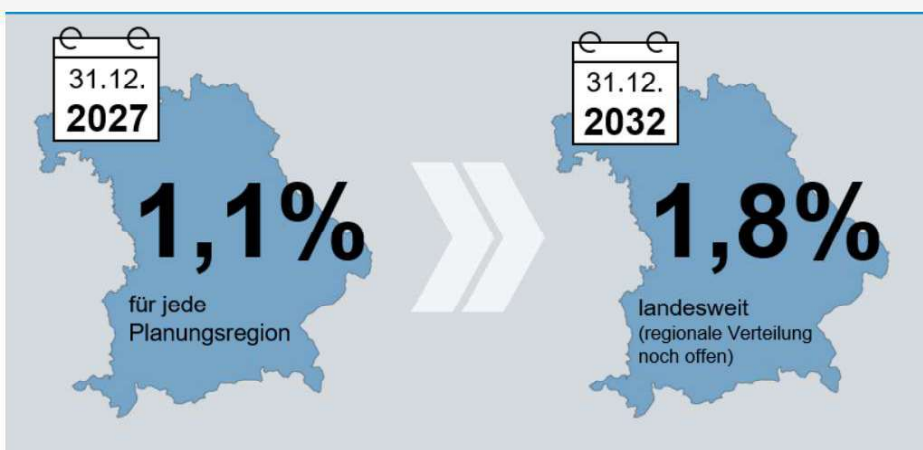 31.12.
2027
1,1%
für jede
Planungsregion
31.12.
2032
1,8%
landesweit
(regionale Verteilung
noch offen)